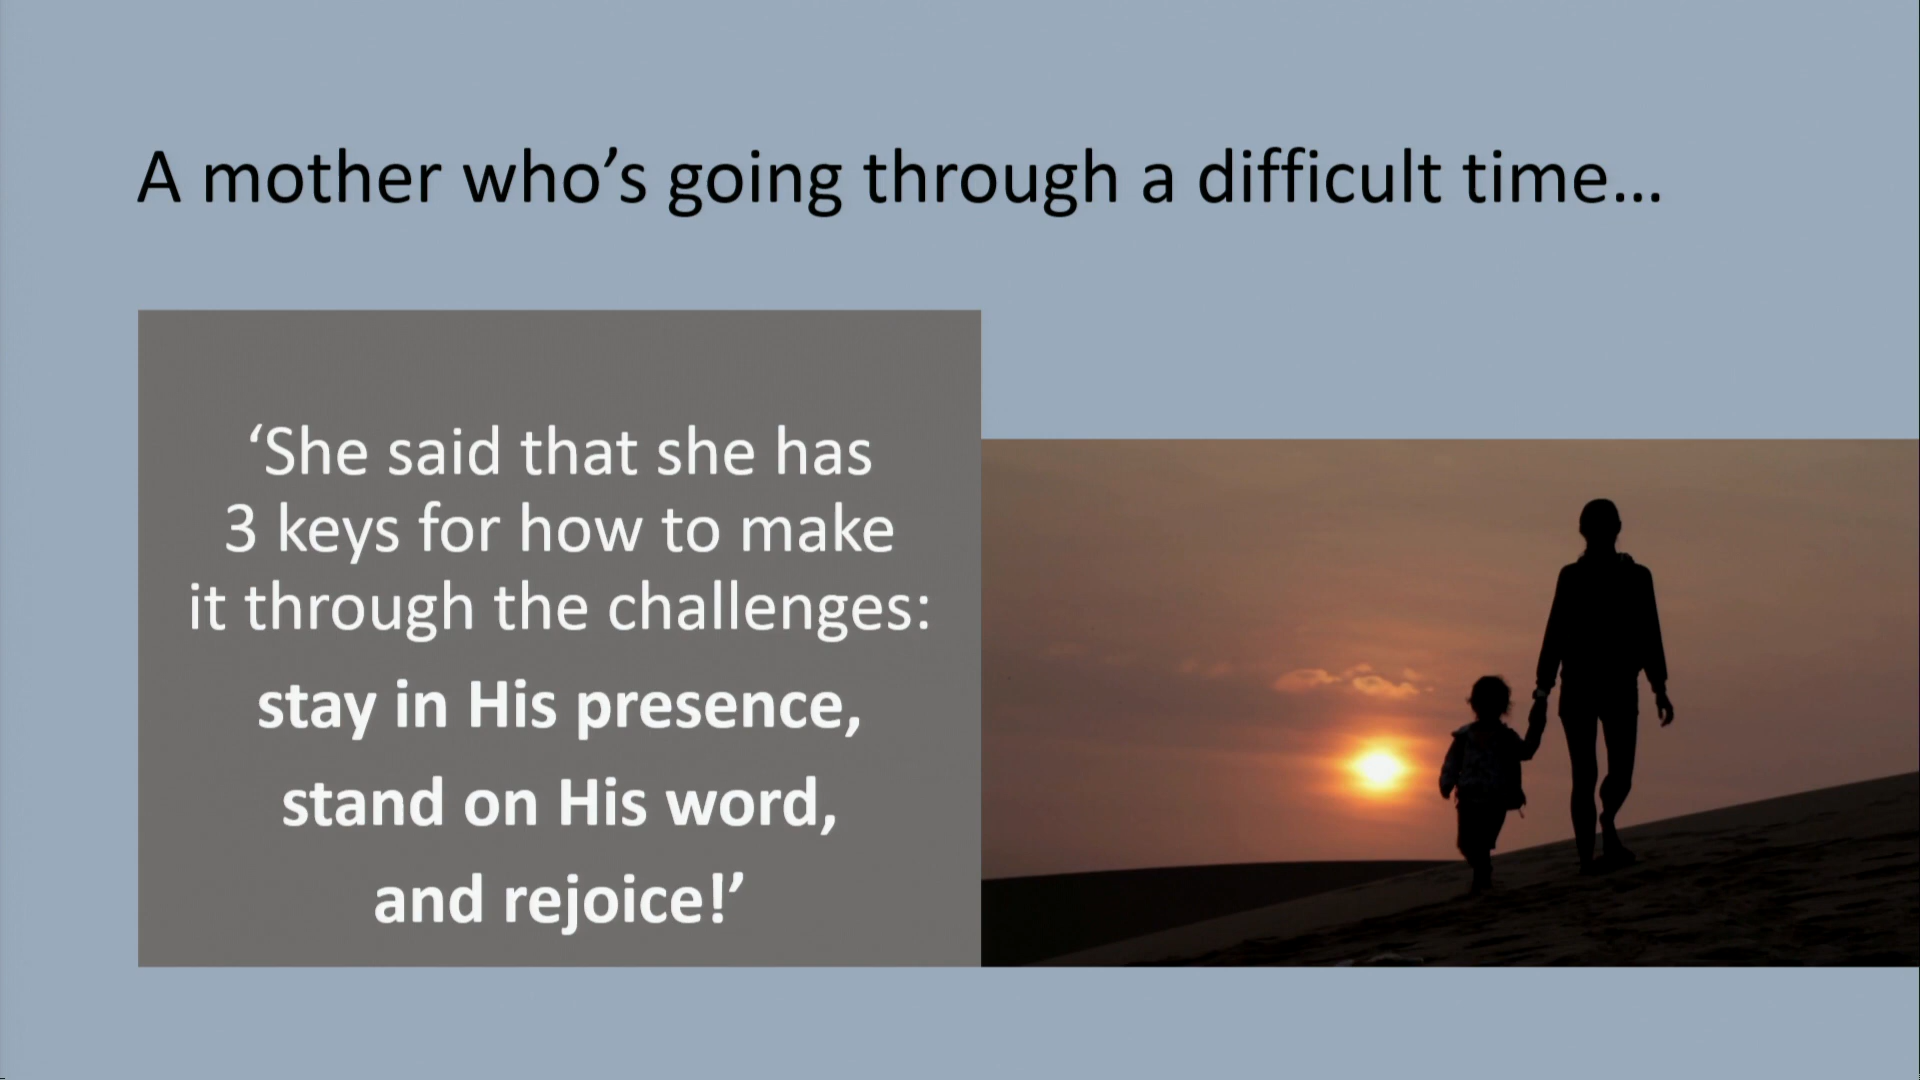 A mother who’s going through a difficult time…
‘She said that she has
3 keys for how to make
it through the challenges:
stay in His presence,
stand on His word,
and rejoice!’